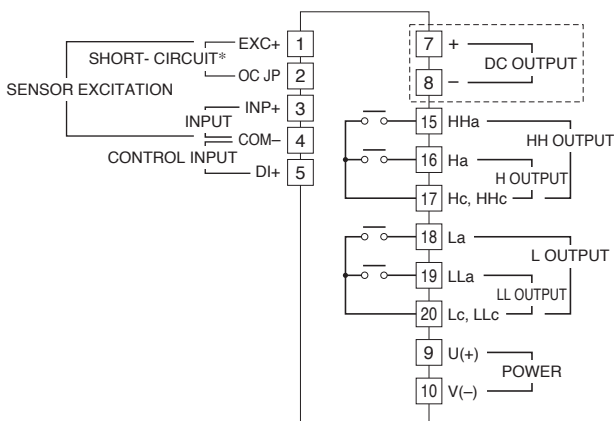 EXC+ 1
SHORT- CIRCUIT*
OC JP 2
SENSOR EXCITATION
INP+ 3
INPUT
COM– 4
CONTROL INPUT
DI+ 5
7 +
DC OUTPUT
8 –
15 HHa
HH OUTPUT
16 Ha
H OUTPUT
17 Hc, HHc
18 La
L OUTPUT
19 LLa
LL OUTPUT
20 Lc, LLc
9 U(+)
POWER
10 V(–)